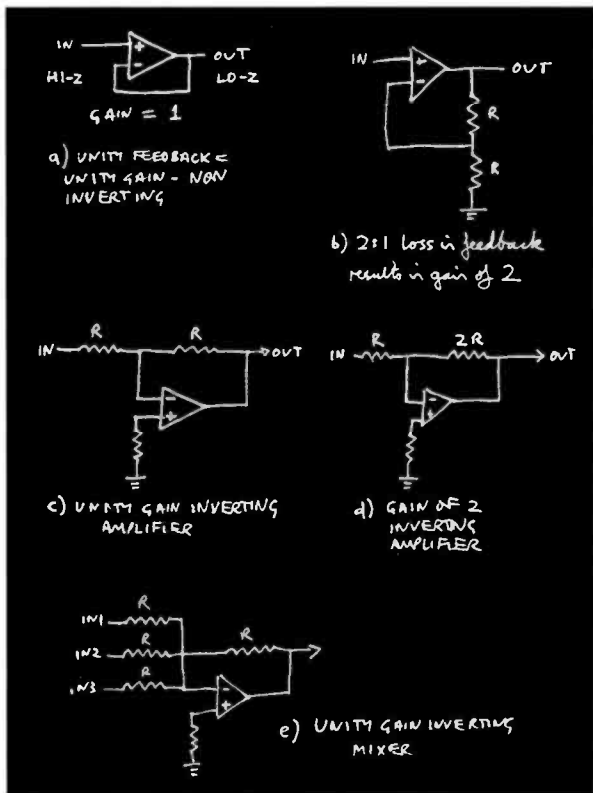 IN + OUT
HI-Z - LO-Z
GAIN = 1
a) UNITY FEEDBACK =
UNITY GAIN - NON
INVERTING
IN + OUT
-
R
R
b) 2:1 loss in feedback
results in gain of 2
R R
IN OUT
-
+
c) UNITY GAIN INVERTING
AMPLIFIER
R 2R
IN OUT
-
+
d) GAIN OF 2
INVERTING
AMPLIFIER
R
IN1
R R
IN2
R
IN3 -
+
e) UNITY GAIN INVERTING
MIXER